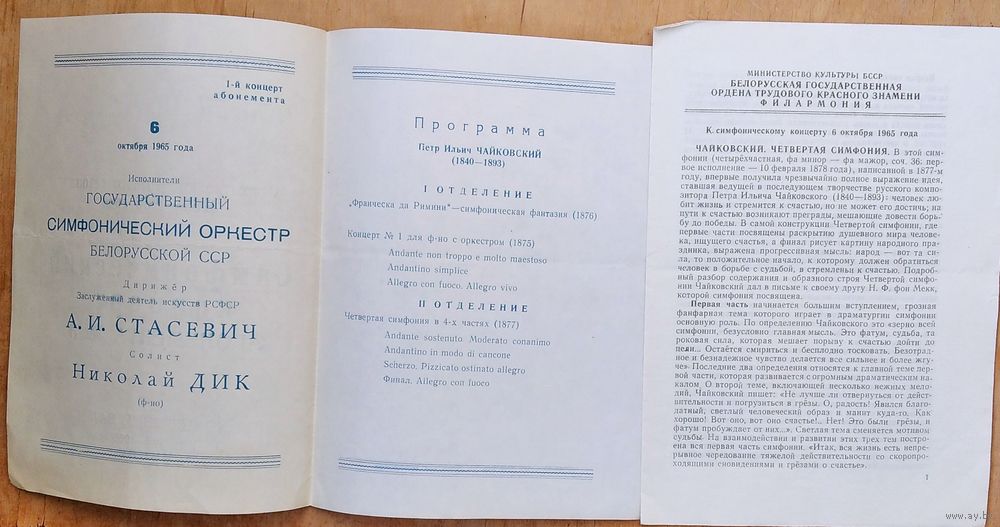 1-й концерт
абонемента
6
октября 1965 года
Исполнители
ГОСУДАРСТВЕННЫЙ
СИМФОНИЧЕСКИЙ ОРКЕСТР
БЕЛОРУССКОЙ ССР
Дирижёр
Заслуженный деятель искусств РСФСР
А. И. СТАСЕВИЧ
Солист
Николай ДИК
(ф-но)
Программа
Петр Ильич ЧАЙКОВСКИЙ
(1840—1893)
I ОТДЕЛЕНИЕ
„Франческа да Римини"—симфоническая фантазия (1876)
Концерт № 1 для ф-но с оркестром (1875)
Andante non troppo e molto maestoso
Andantino simplice
Allegro con fuoco. Allegro vivo
II ОТДЕЛЕНИЕ
Четвертая симфония в 4-х частях (1877)
Andante sostenuto. Moderato conanimo
Andantino in modo di cancone
Scherzo. Pizzicato ostinato allegro
Финал. Allegro con fuoco
МИНИСТЕРСТВО КУЛЬТУРЫ БССР
БЕЛОРУССКАЯ ГОСУДАРСТВЕННАЯ
ОРДЕНА ТРУДОВОГО КРАСНОГО ЗНАМЕНИ
ФИЛАРМОНИЯ
К симфоническому концерту 6 октября 1965 года
ЧАЙКОВСКИЙ. ЧЕТВЕРТАЯ СИМФОНИЯ. В этой сим-
фонии (четырёхчастная, фа минор — фа мажор, соч. 36; пер-
вое исполнение — 10 февраля 1878 года), написанной в 1877-м
году, впервые получила чрезвычайно полное выражение идея,
ставшая ведущей в последующем творчестве русского компо-
зитора Петра Ильича Чайковского (1840—1893): человек лю-
бит жизнь и стремится к счастью, но не может его достичь; на
пути к счастью возникают преграды, мешающие довести борь-
бу до победы. В самой конструкции Четвертой симфонии, где
первые части посвящены раскрытию душевного мира челове-
ка, ищущего счастья, а финал рисует картину народного пра-
здника, выражена прогрессивная мысль: народ — вот та си-
ла, то положительное начало, к которому должен обратиться
человек в борьбе с судьбой, в стремленьи к счастью. Подроб-
ный разбор содержания и образного строя Четвертой симфо-
нии Чайковский дал в письме к своему другу Н. Ф. фон Мекк,
которой симфония посвящена.
Первая часть начинается большим вступлением, грозная
фанфарная тема которого играет в драматургии симфонии
основную роль. По определению Чайковского это «зерно всей
симфонии, безусловно главная мысль. Это фатум, судьба, та
роковая сила, которая мешает порыву к счастью дойти до
цели... Остаётся смириться и бесплодно тосковать. Безотрад-
ное и безнадежное чувство делается все сильнее и более жгу-
че» Последние два определения относятся к главной теме пер-
вой части, которая развивается с огромным драматическим на-
калом. О второй теме, включающей несколько нежных мело-
дий, Чайковский пишет: «Не лучше ли отвернуться от дейст-
вительности и погрузиться в грёзы. О, радость! Явился благо-
датный, светлый человеческий образ и манит куда-то. Как
хорошо! Вот оно, вот оно счастье!.. Нет! Это были грёзы, и
фатум пробуждает от них...». Светлая тема сменяется мотивом
судьбы. На взаимодействии и развитии этих трех тем построе-
на вся первая часть симфонии. «Итак, вся жизнь есть непре-
рывное чередование тяжелой действительности со скоропро-
ходящими сновидениями и грёзами о счастье».
1
www.ay.by